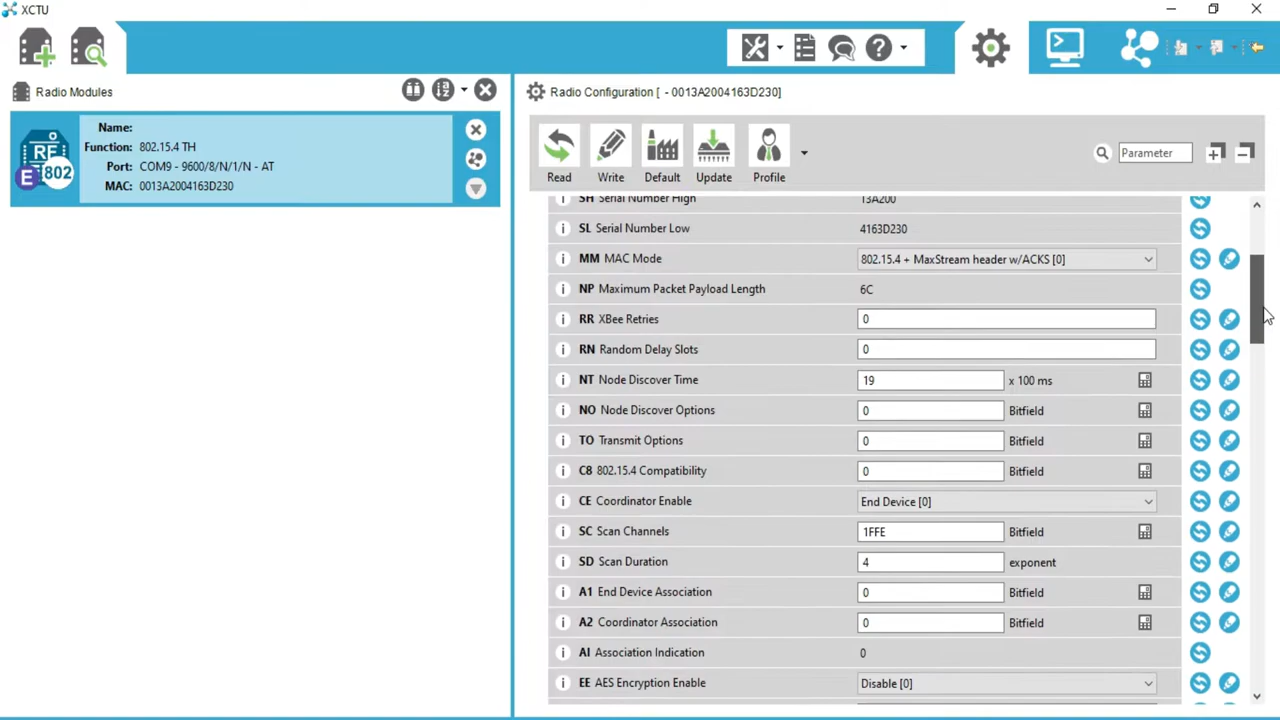 XCTU
Radio Modules
Radio Configuration [ - 0013A2004163D230]
RF
E 802
Name:
Function: 802.15.4 TH
Port: COM9 - 9600/8/N/1/N - AT
MAC: 0013A2004163D230
Read Write Default Update Profile
Parameter
SH Serial Number High 13A200
SL Serial Number Low 4163D230
MM MAC Mode 802.15.4 + MaxStream header w/ACKS [0]
NP Maximum Packet Payload Length 6C
RR XBee Retries 0
RN Random Delay Slots 0
NT Node Discover Time 19 x 100 ms
NO Node Discover Options 0 Bitfield
TO Transmit Options 0 Bitfield
C8 802.15.4 Compatibility 0 Bitfield
CE Coordinator Enable End Device [0]
SC Scan Channels 1FFE Bitfield
SD Scan Duration 4 exponent
A1 End Device Association 0 Bitfield
A2 Coordinator Association 0 Bitfield
AI Association Indication 0
EE AES Encryption Enable Disable [0]